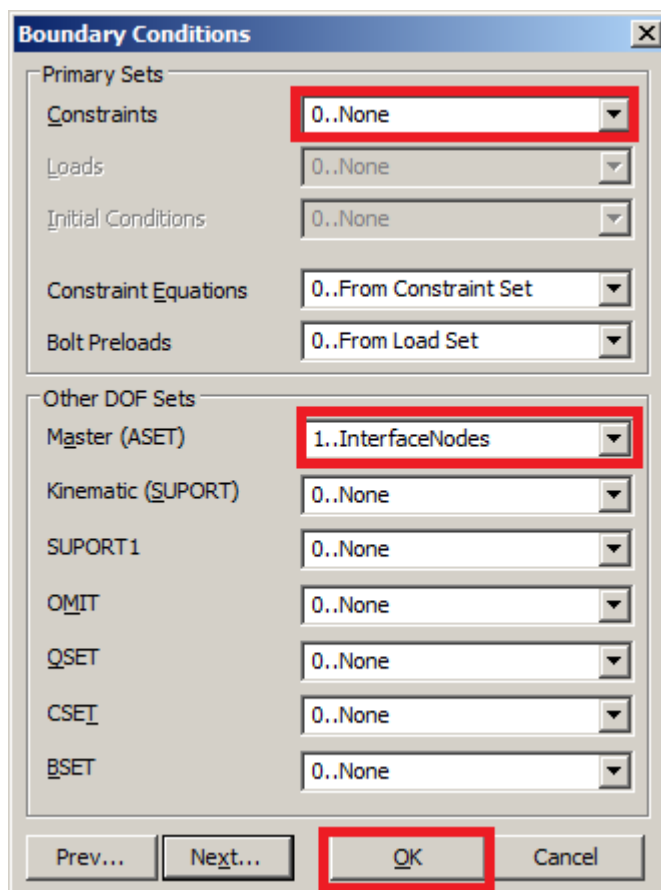 Boundary Conditions
Primary Sets
Constraints 0..None
Loads 0..None
Initial Conditions 0..None
Constraint Equations 0..From Constraint Set
Bolt Preloads 0..From Load Set
Other DOF Sets
Master (ASET) 1..InterfaceNodes
Kinematic (SUPORT) 0..None
SUPORT1 0..None
OMIT 0..None
QSET 0..None
CSET 0..None
BSET 0..None
Prev... Next... OK Cancel